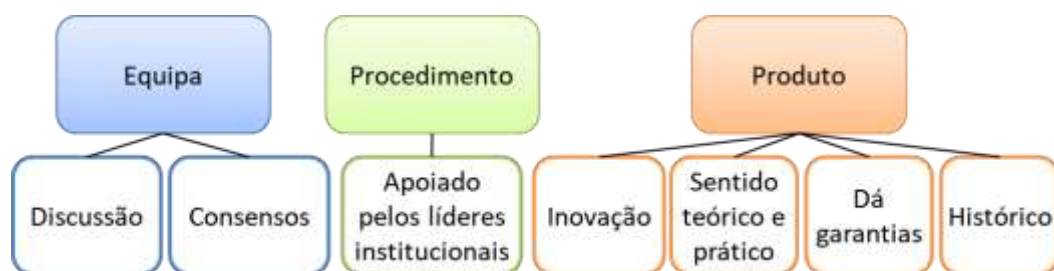 Equipa
Procedimento
Produto
Discussão
Consensos
Apoiado
pelos líderes
institucionais
Inovação
Sentido
teórico e
prático
Dá
garantias
Histórico